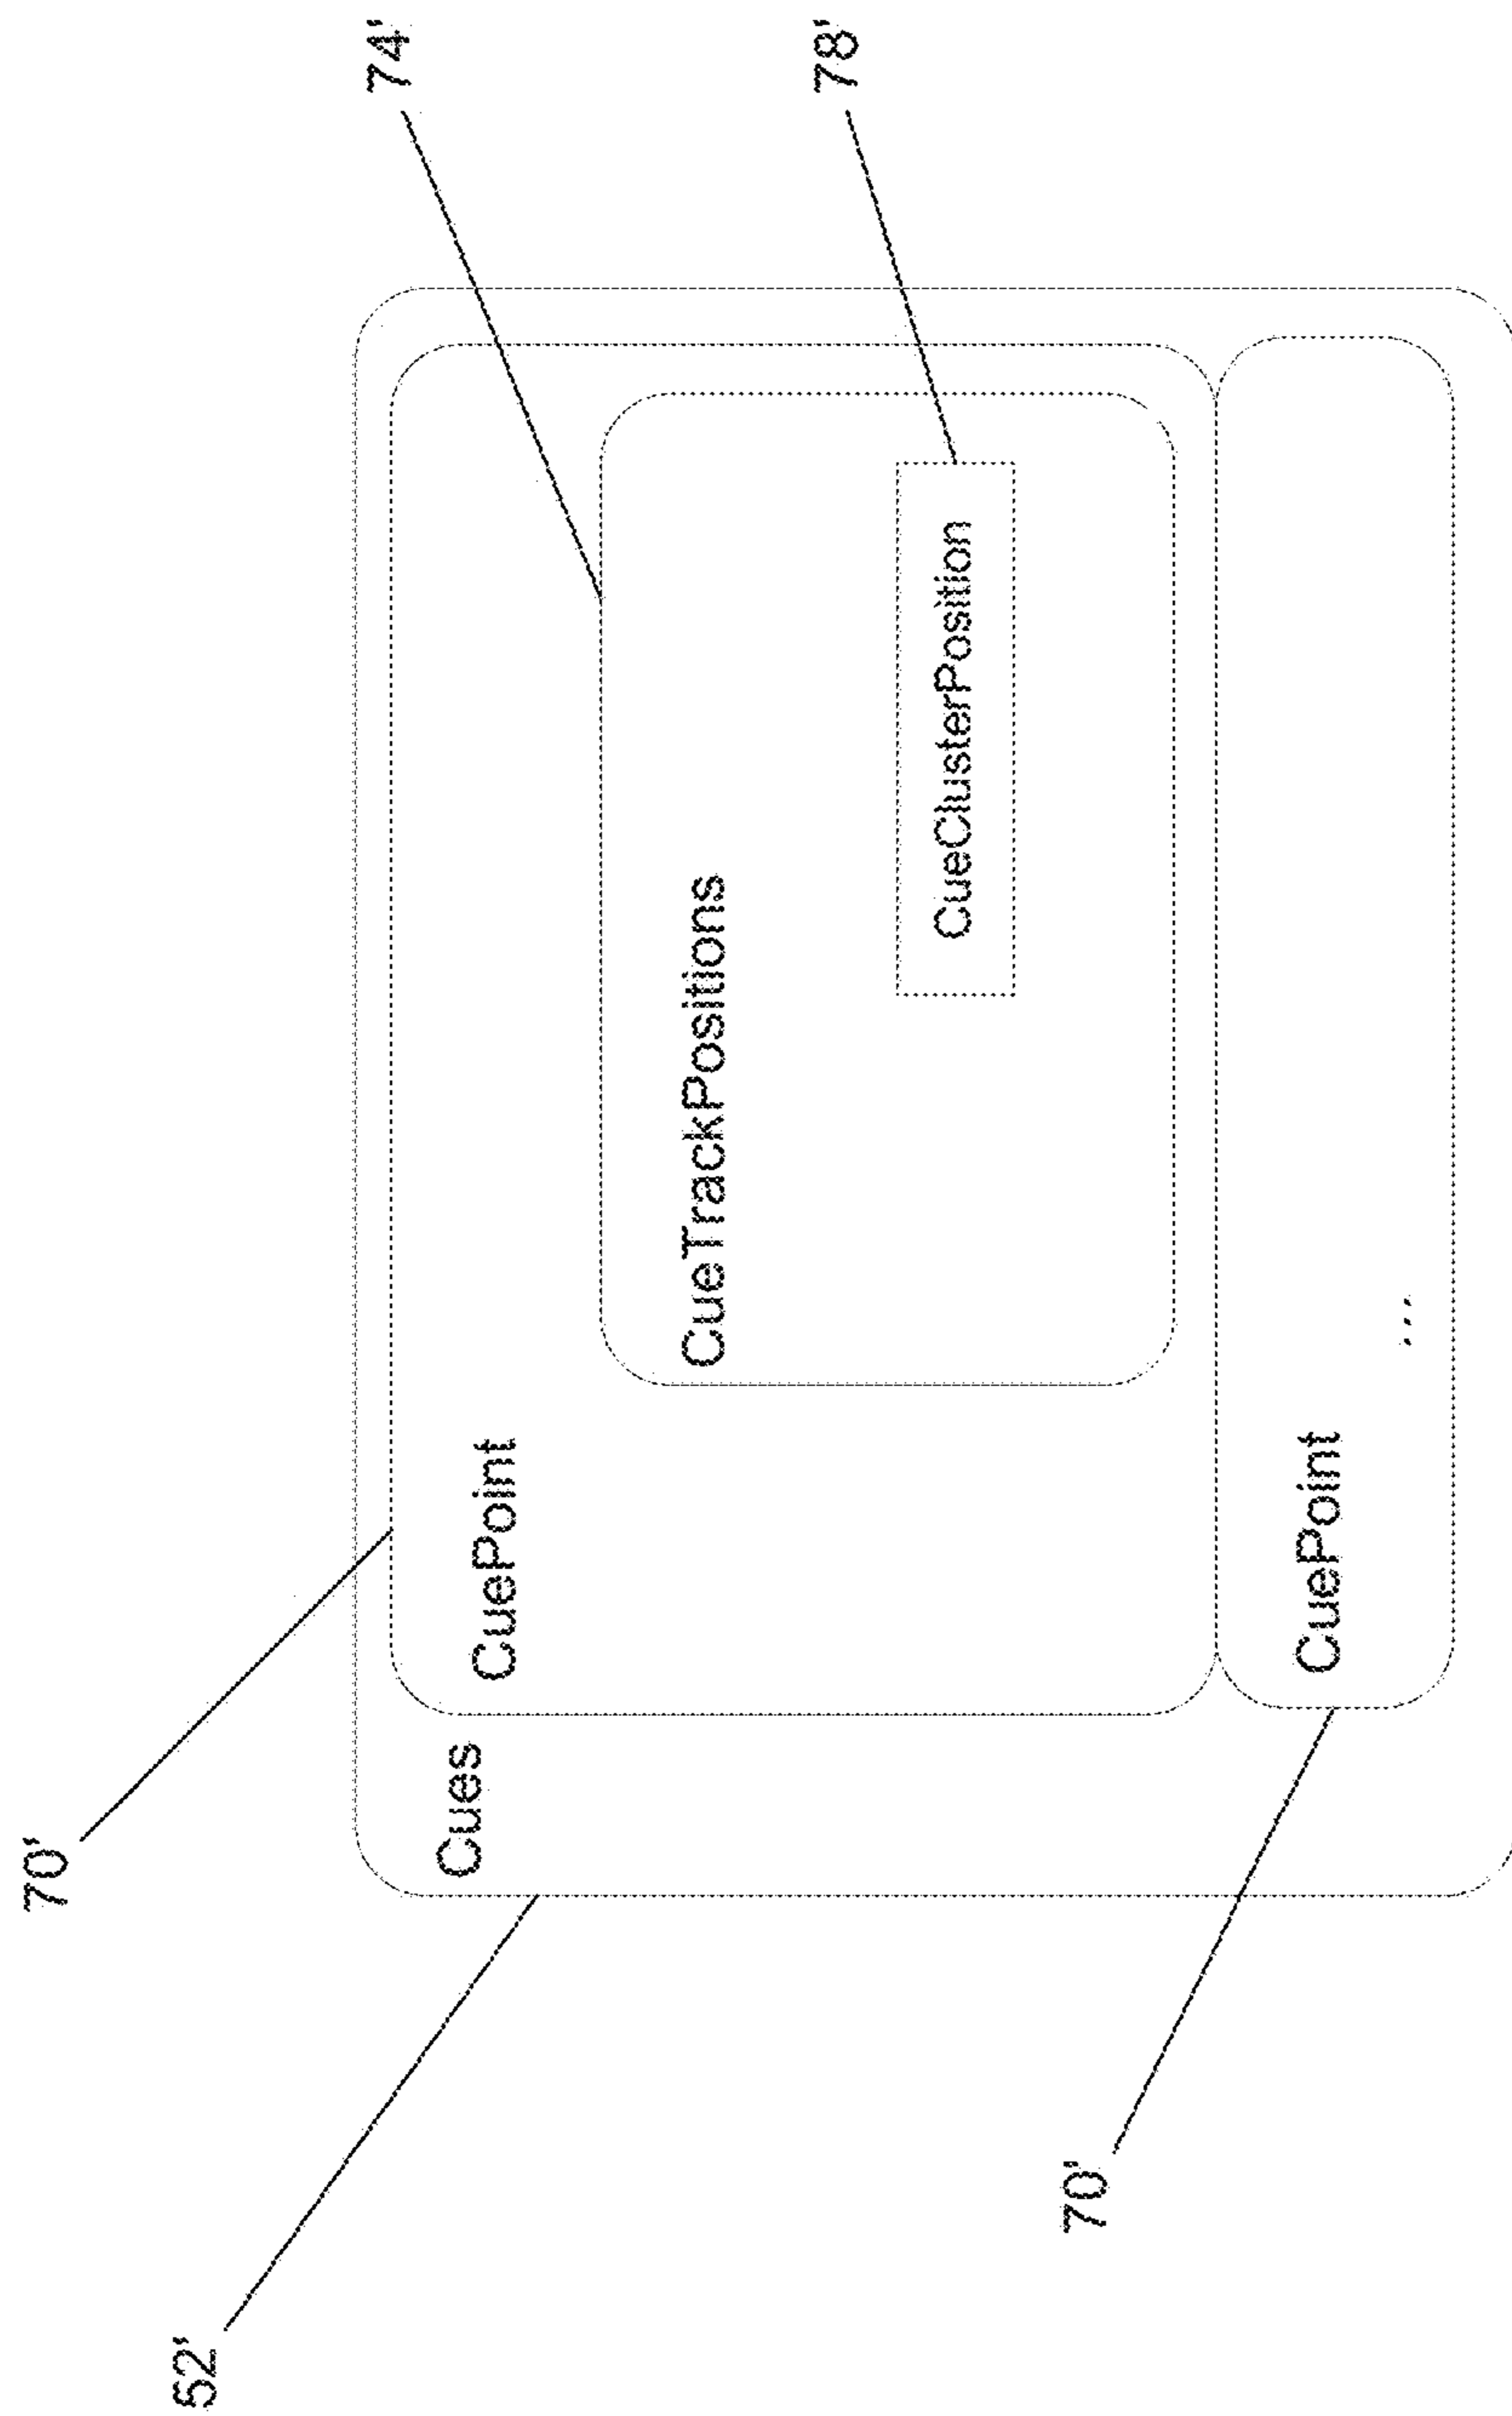 70'
74'
52'
Cues
CuePoint
CueTrackPositions
78'
CueClusterPosition
70'
CuePoint
...